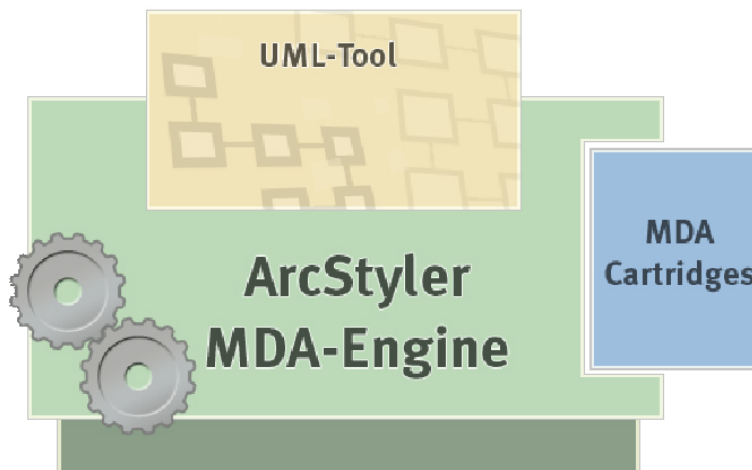 UML-Tool
ArcStyler
MDA-Engine
MDA
Cartridges